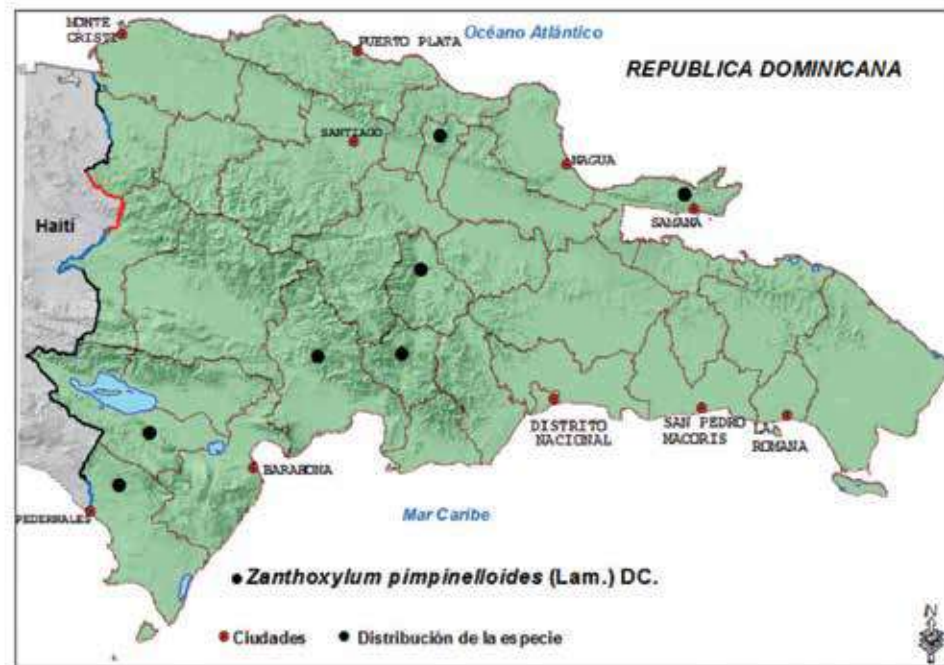 MONTE
CRISTI
PUERTO PLATA
Océano Atlántico
REPUBLICA DOMINICANA
SANTIAGO
NAGUA
SAMANA
Haití
DISTRITO
NACIONAL
SAN PEDRO
MACORIS
LA
ROMANA
BARAHONA
PEDERNALES
Mar Caribe
Zanthoxylum pimpinelloides (Lam.) DC.
Ciudades
Distribución de la especie
N